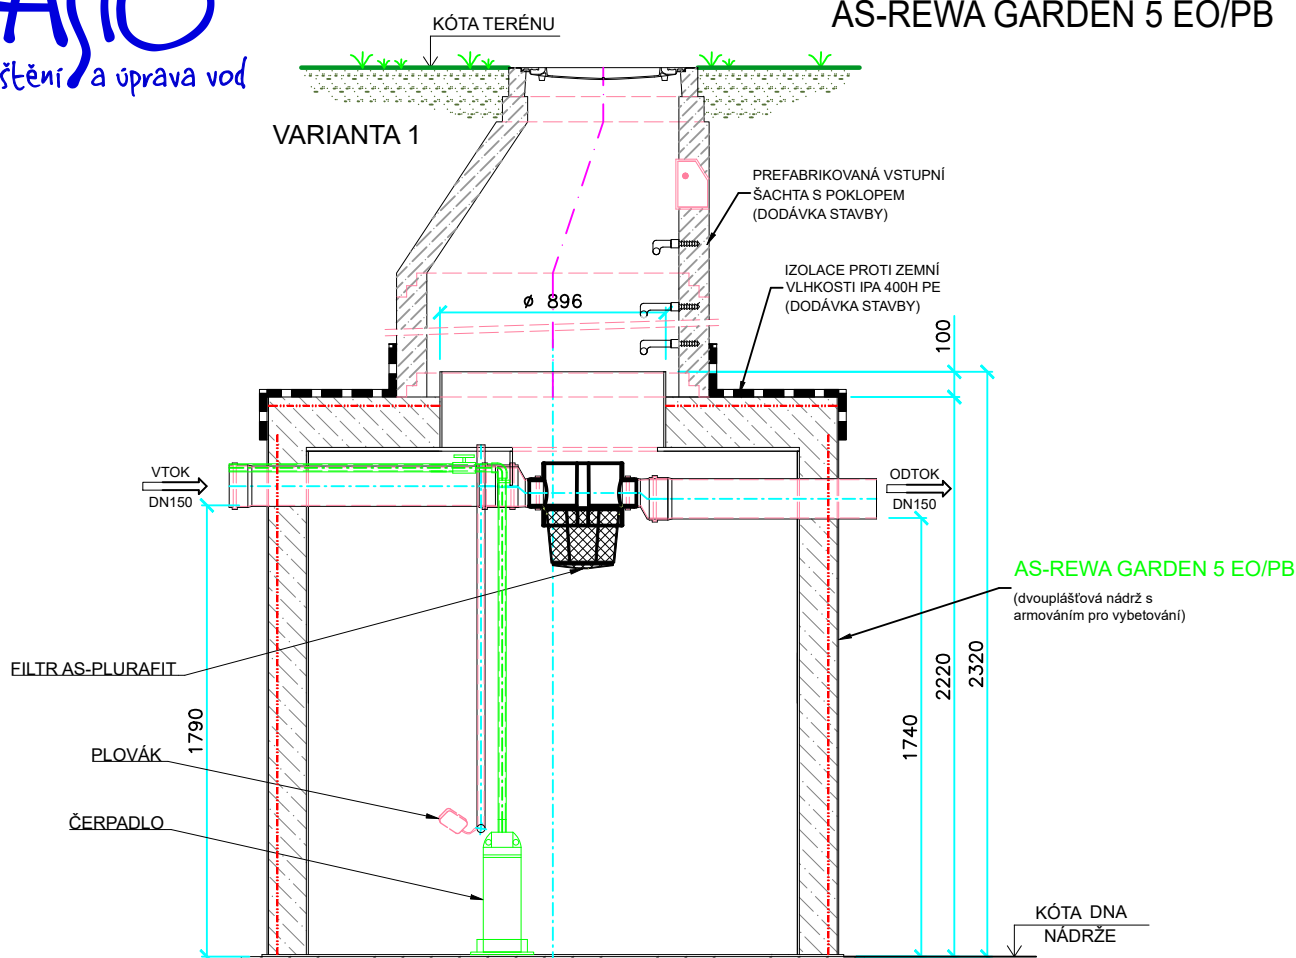 AS-REWA GARDEN 5 EO/PB
KÓTA TERÉNU
a úprava vod
VARIANTA 1
PREFABRIKOVANÁ VSTUPNÍ
ŠACHTA S POKLOPEM
(DODÁVKA STAVBY)
IZOLACE PROTI ZEMNÍ
VLHKOSTI IPA 400H PE
(DODÁVKA STAVBY)
ø 896
100
VTOK
DN150
ODTOK
DN150
AS-REWA GARDEN 5 EO/PB
(dvouplášťová nádrž s
armováním pro vybetování)
FILTR AS-PLURAFIT
1790
PLOVÁK
ČERPADLO
1740
2220
2320
KÓTA DNA
NÁDRŽE